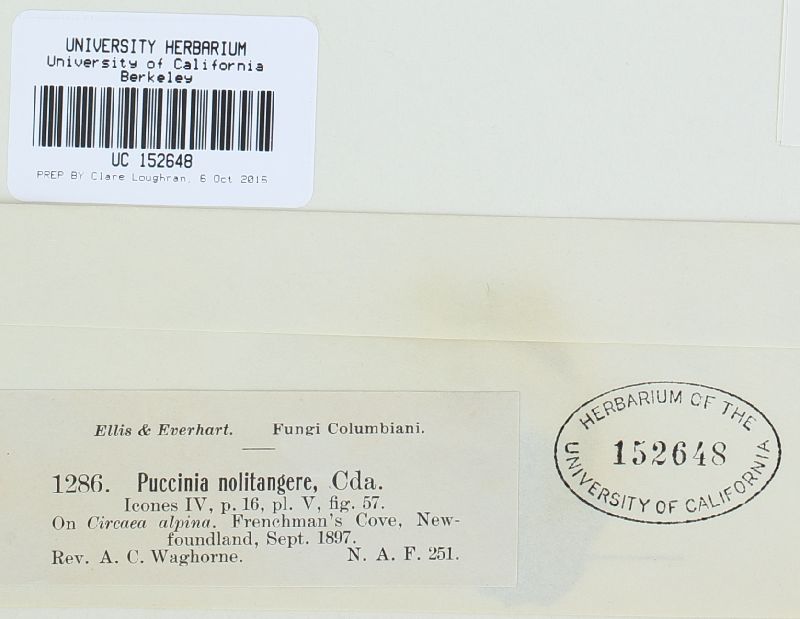 UNIVERSITY HERBARIUM
University of California
Berkeley
UC 152648
PREP BY Clare Loughran, 6 Oct 2015
Ellis & Everhart. Fungi Columbiani.
1286. Puccinia nolitangere, Cda.
Icones IV, p. 16, pl. V, fig. 57.
On Circaea alpina. Frenchman's Cove, New-
foundland, Sept. 1897.
Rev. A. C. Waghorne. N. A. F. 251.
HERBARIUM OF THE
152648
UNIVERSITY OF CALIFORNIA